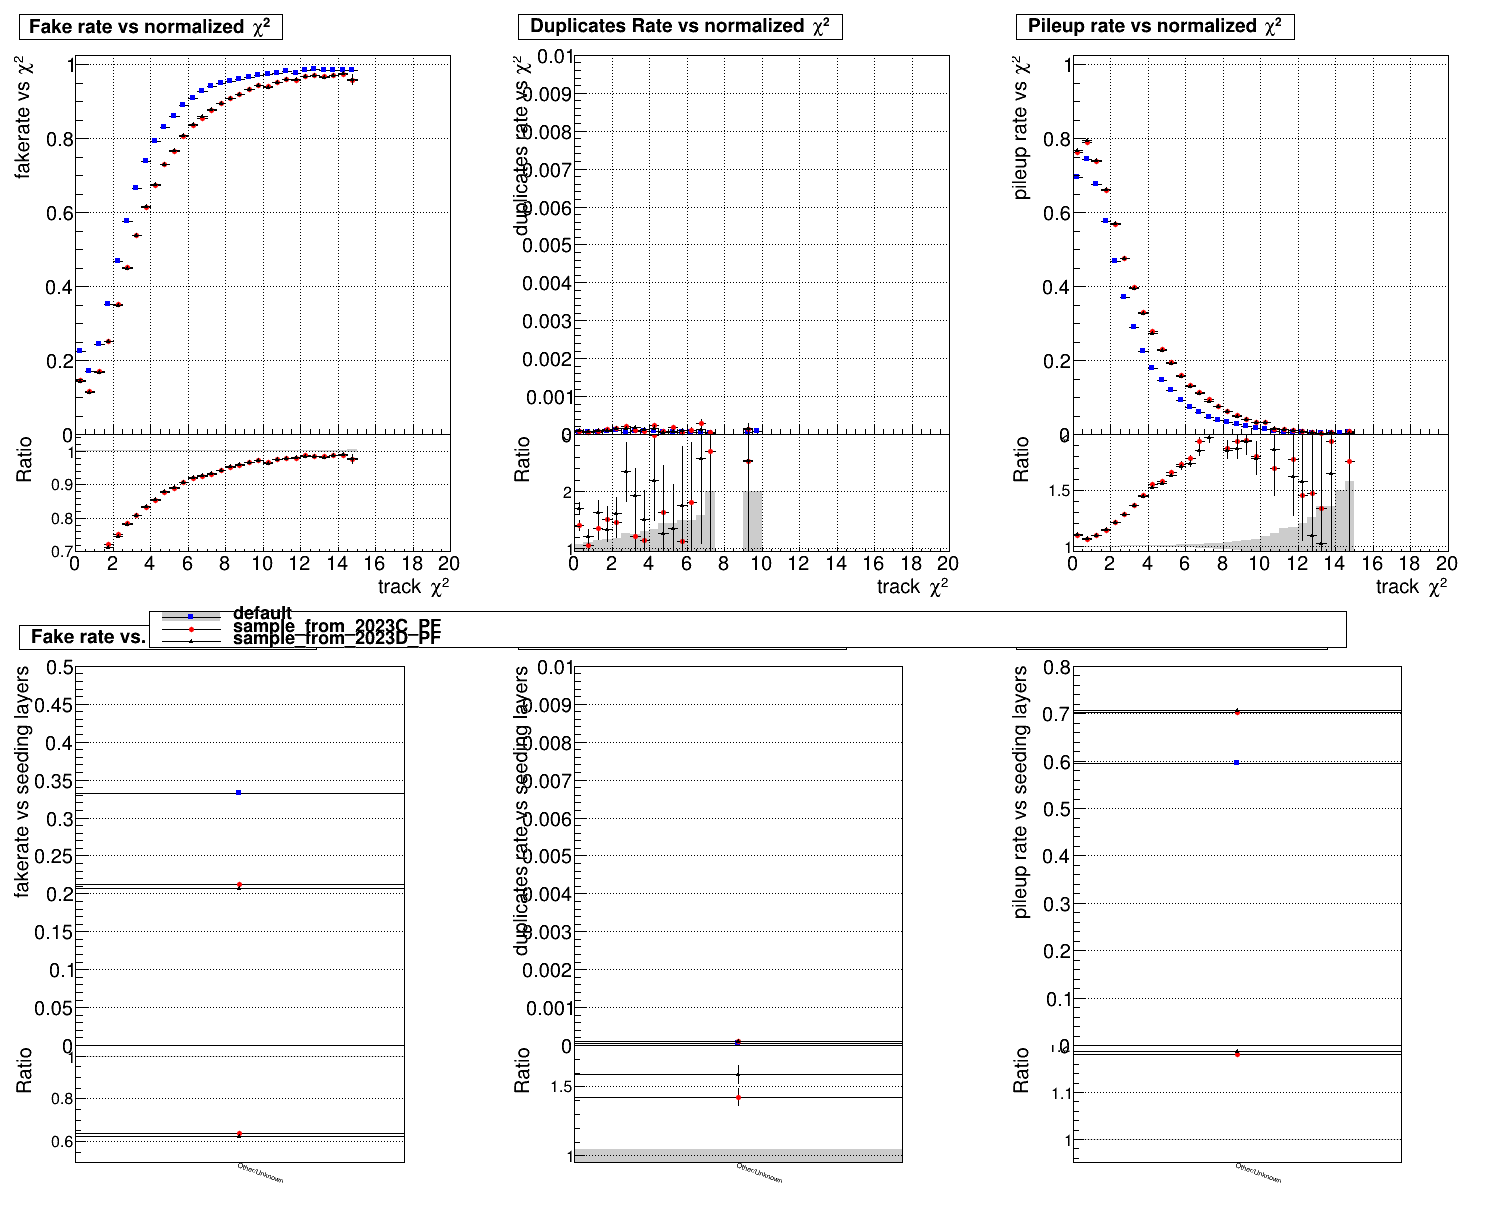 Fake rate vs normalized χ²
Duplicates Rate vs normalized χ²
Pileup rate vs normalized χ²
fakerate vs χ²
1
0.8
0.6
0.4
0.2
0
Ratio
1
0.9
0.8
0.7
0 2 4 6 8 10 12 14 16 18 20
track χ²
duplicates rate vs χ²
0.01
0.009
0.008
0.007
0.006
0.005
0.004
0.003
0.002
0.001
0
Ratio
2
1
0 2 4 6 8 10 12 14 16 18 20
track χ²
pileup rate vs χ²
1
0.8
0.6
0.4
0.2
0
Ratio
1.5
1
0 2 4 6 8 10 12 14 16 18 20
track χ²
default
sample_from_2023C_PF
sample_from_2023D_PF
Fake rate vs.
fakerate vs seeding layers
0.5
0.45
0.4
0.35
0.3
0.25
0.2
0.15
0.1
0.05
0
Ratio
1
0.8
0.6
Other/Unknown
duplicates rate vs seeding layers
0.01
0.009
0.008
0.007
0.006
0.005
0.004
0.003
0.002
0.001
0
Ratio
1.5
1
Other/Unknown
pileup rate vs seeding layers
0.8
0.7
0.6
0.5
0.4
0.3
0.2
0.1
0
Ratio
1.1
1
Other/Unknown